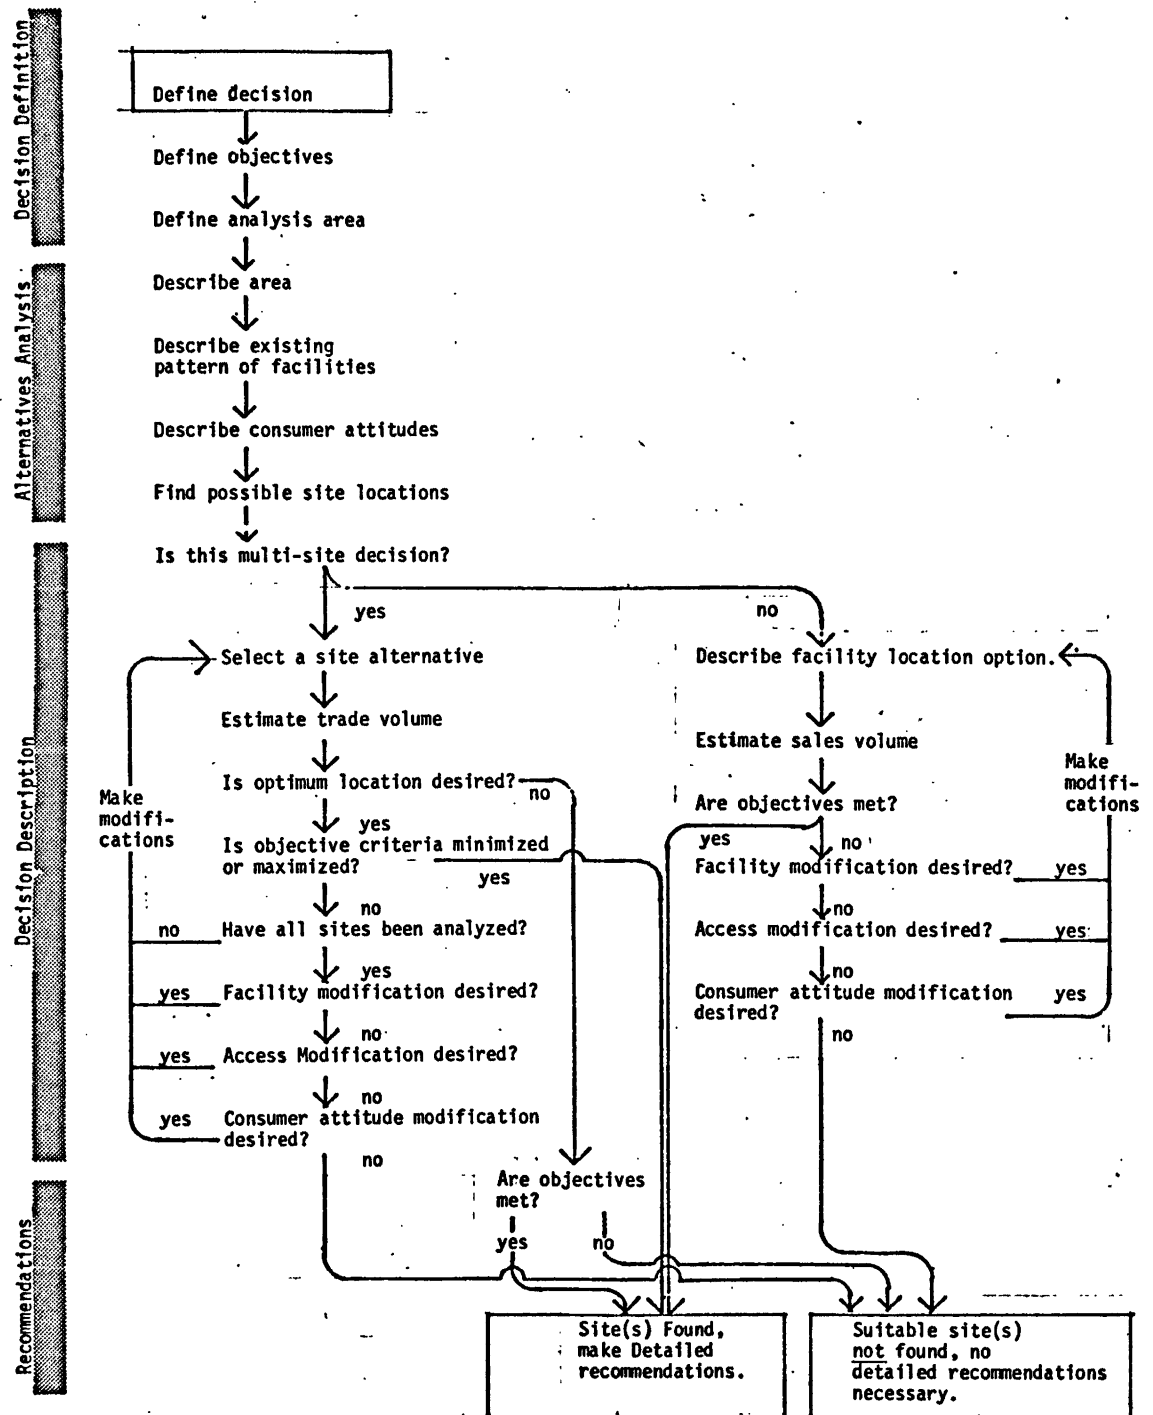 Decision Definition
Define decision
Define objectives
Define analysis area
Alternatives Analysis
Describe area
Describe existing
pattern of facilities
Describe consumer attitudes
Find possible site locations
Is this multi-site decision?
yes
no
Decision Description
Select a site alternative
Estimate trade volume
Is optimum location desired?
no
yes
Is objective criteria minimized
or maximized?
yes
no
Have all sites been analyzed?
no
yes
Facility modification desired?
yes
no
Access Modification desired?
yes
no
Consumer attitude modification
desired?
yes
no
Make
modifi-
cations
Describe facility location option.
Estimate sales volume
Are objectives met?
yes
no
Facility modification desired?
yes
no
Access modification desired?
yes
no
Consumer attitude modification
desired?
yes
no
Make
modifi-
cations
Are objectives
met?
yes
no
Recommendations
Site(s) Found,
make Detailed
recommendations.
Suitable site(s)
not found, no
detailed recommendations
necessary.